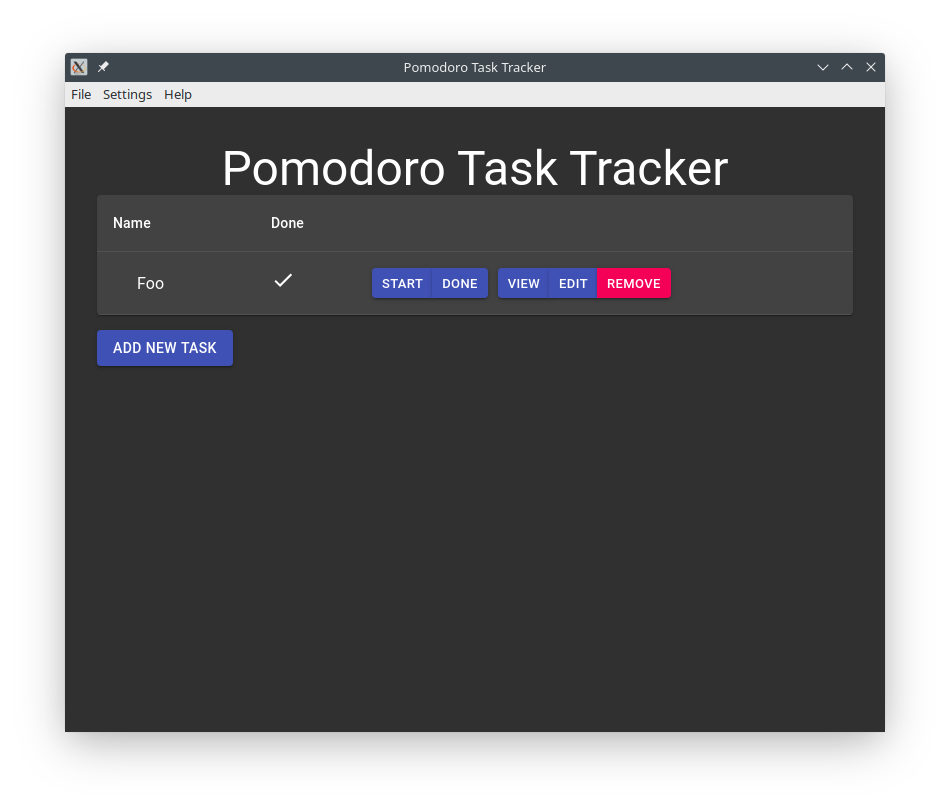 Pomodoro Task Tracker
File Settings Help
Pomodoro Task Tracker
Name Done
Foo START DONE VIEW EDIT REMOVE
ADD NEW TASK